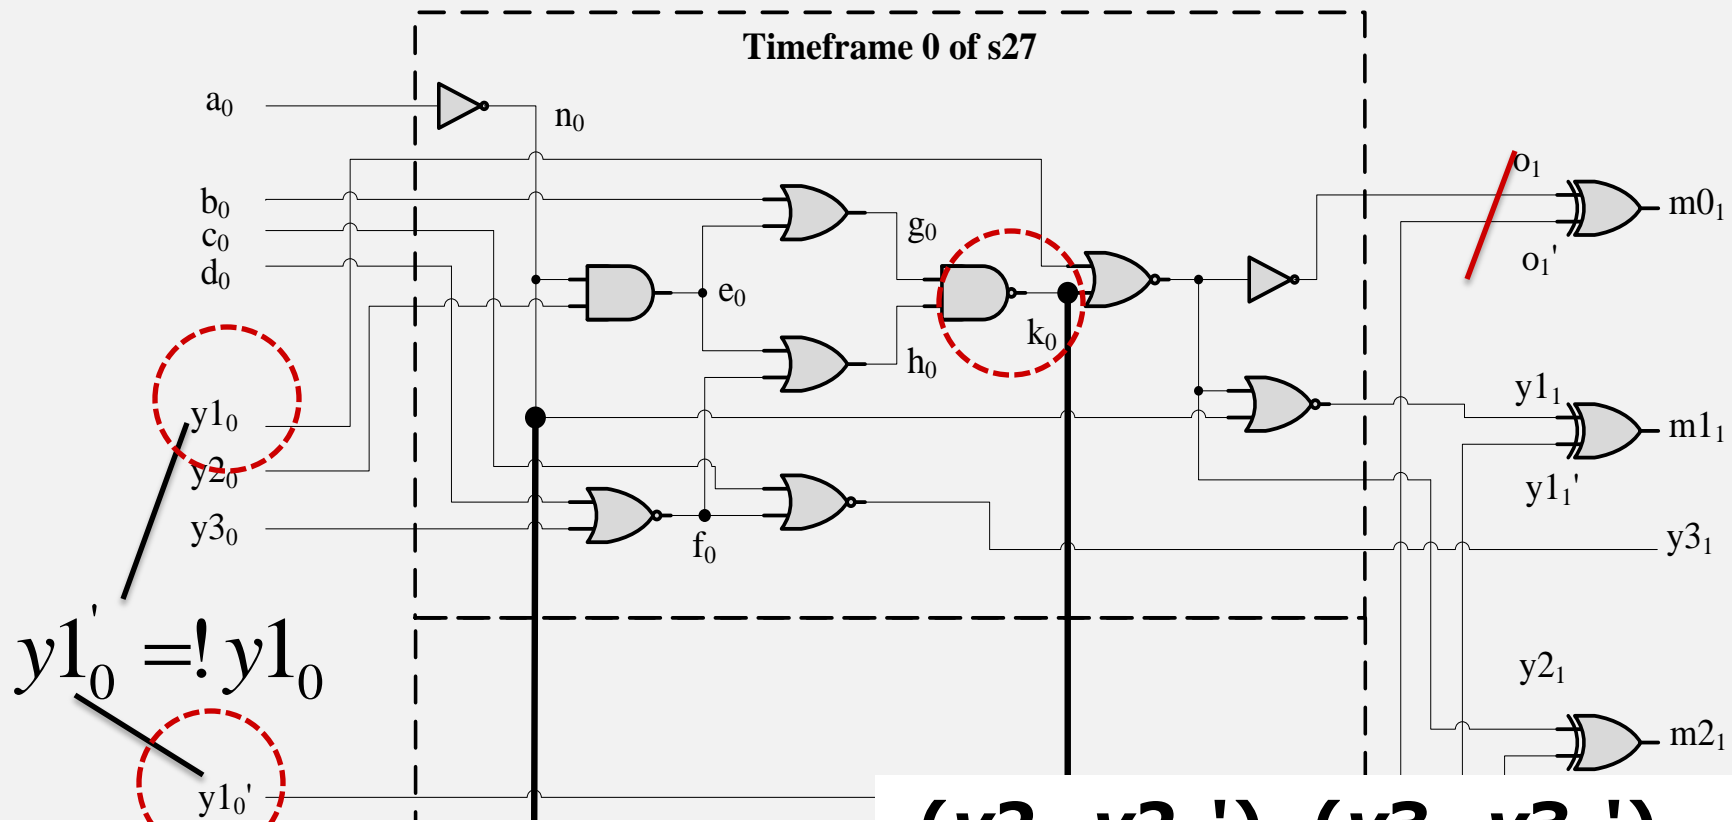 Timeframe 0 of s27
a₀
n₀
o₁
b₀
m0₁
c₀
g₀
d₀
o₁'
e₀
k₀
h₀
y1₁
y1₀
m1₁
y2₀
y1₁'
y3₀
f₀
y3₁
y1₀' =! y1₀
y2₁
m2₁
y1₀'